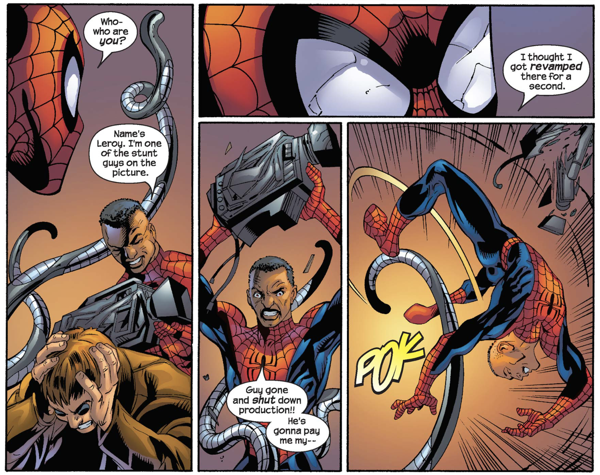 Who-
who are
you?
Name's
Leroy. I'm one
of the stunt
guys on the
picture.
I thought I
got revamped
there for a
second.
Guy gone
and shut down
production!!
He's
gonna pay
me my--
POK